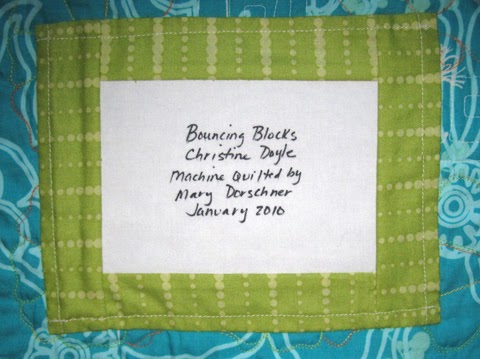 Bouncing Blocks
Christine Doyle
Machine Quilted by
Mary Dorschner
January 2010